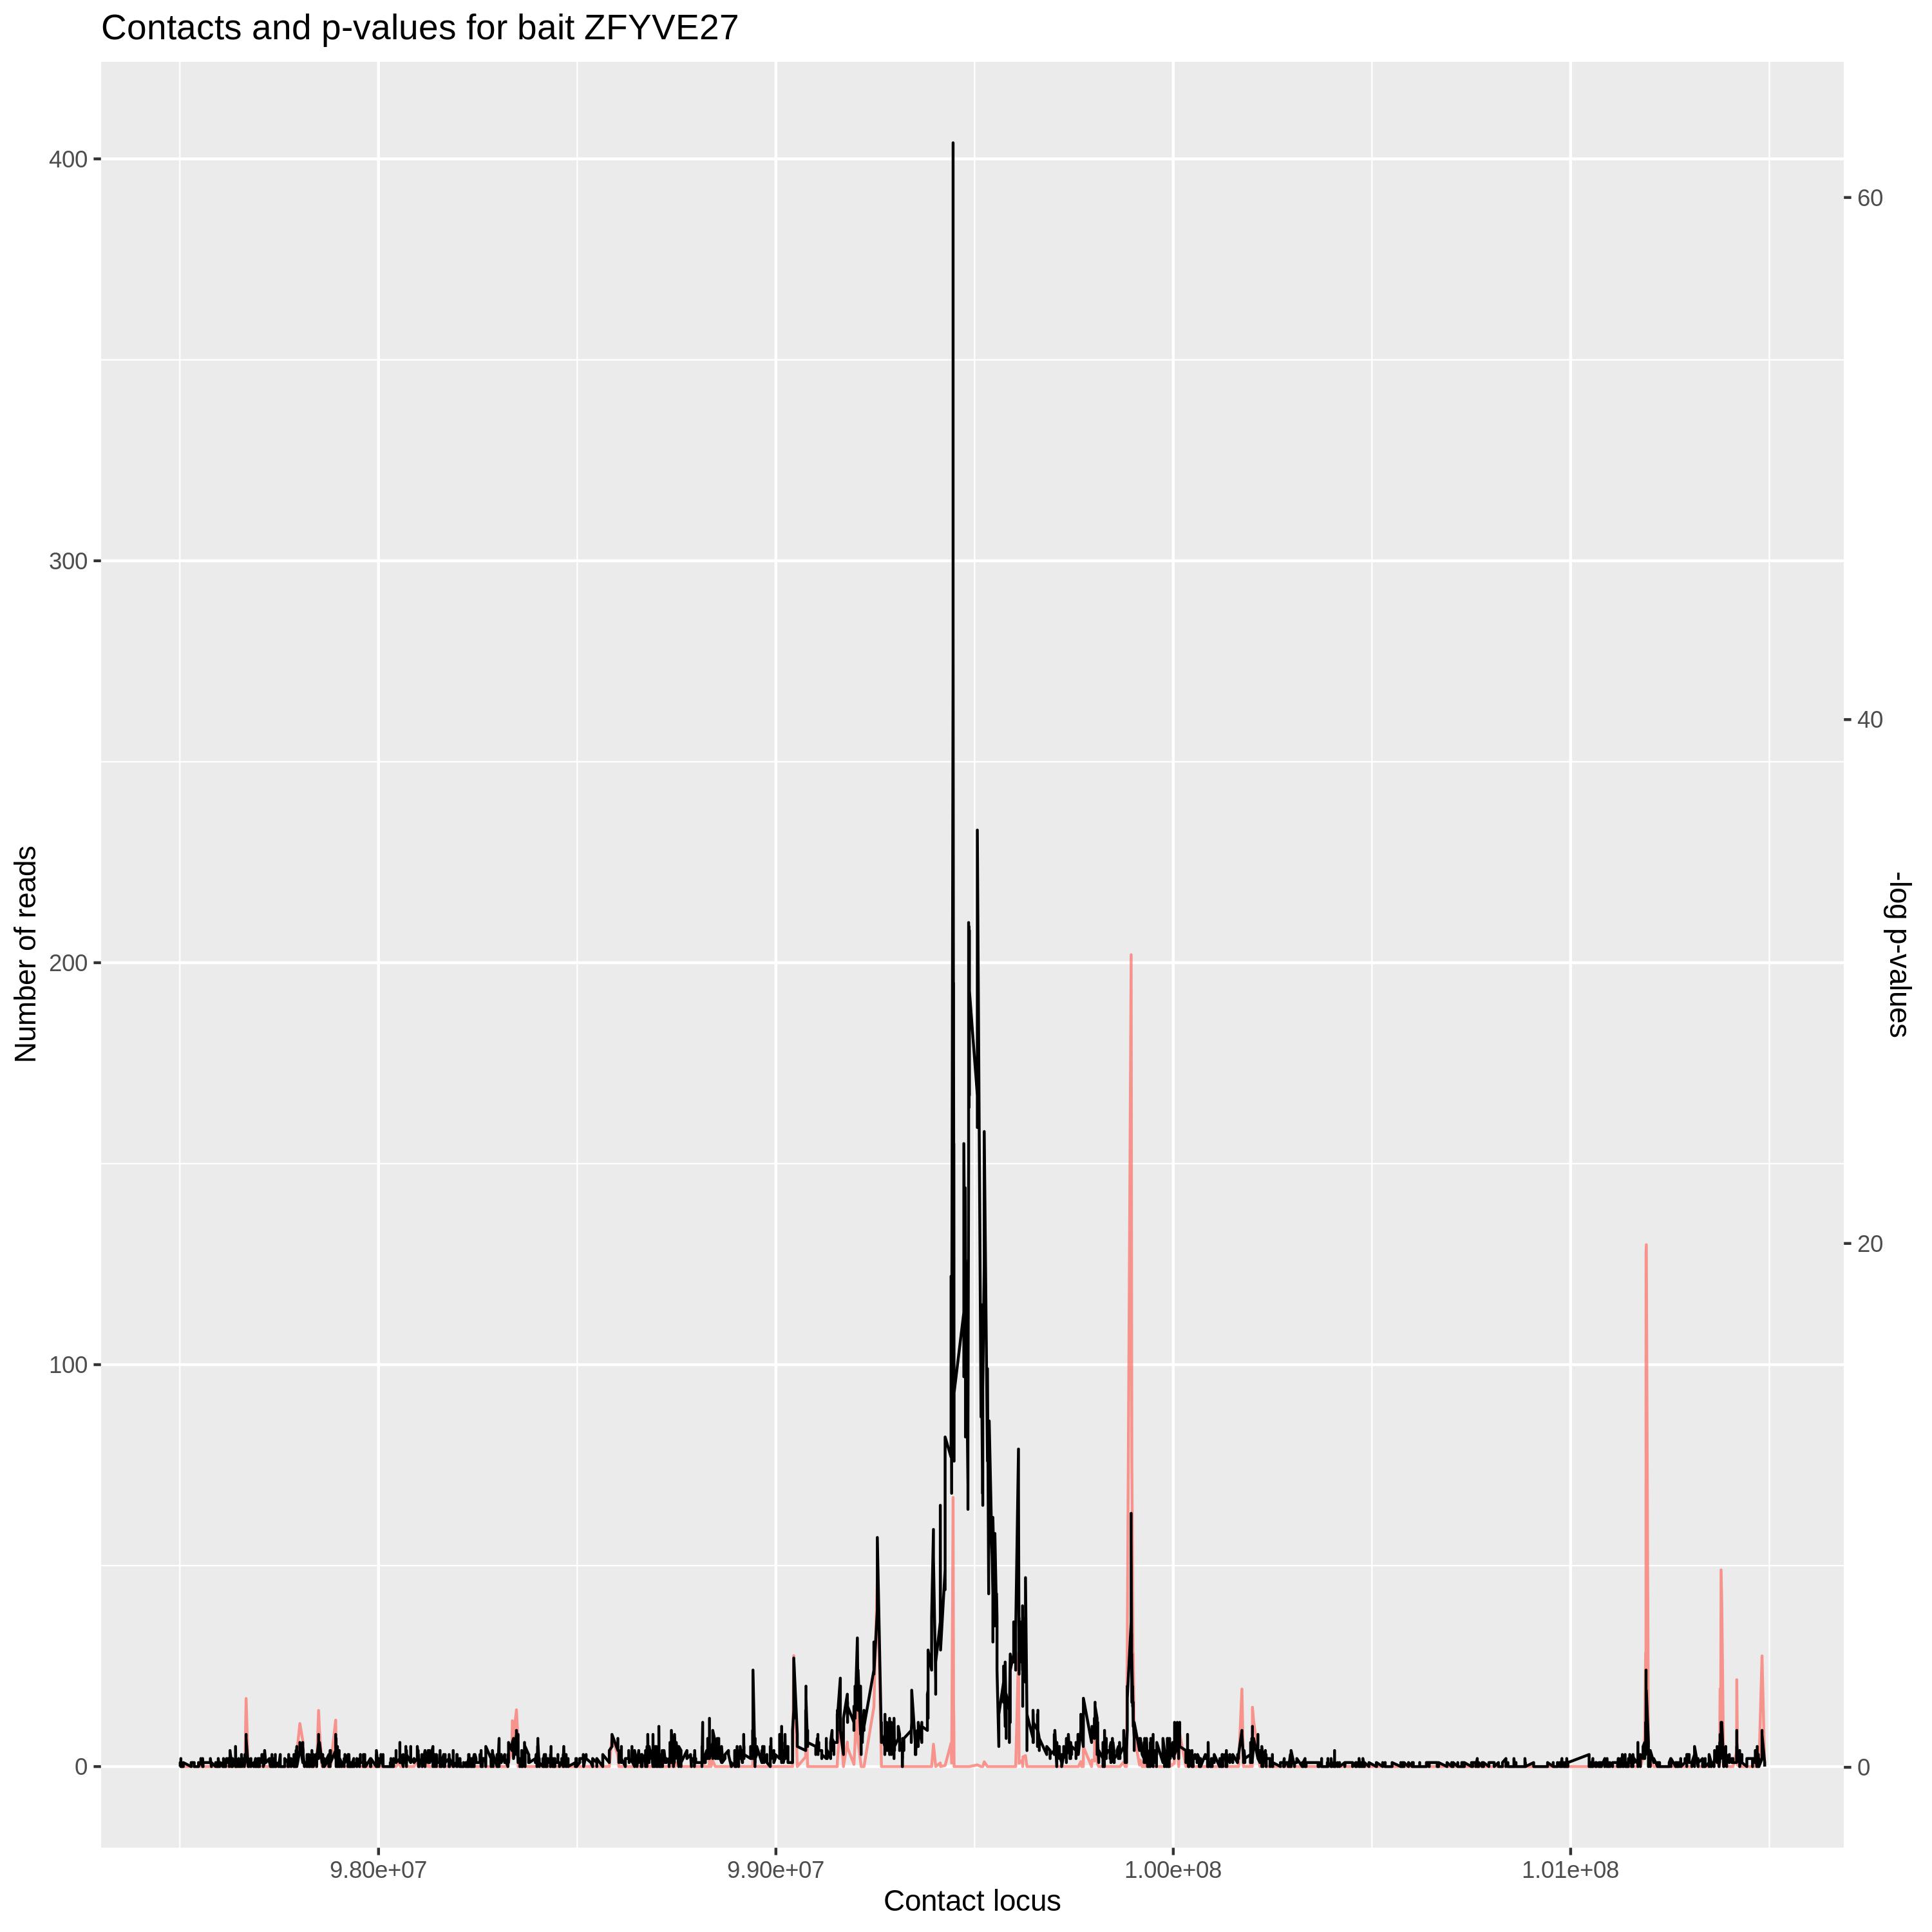 Contacts and p-values for bait ZFYVE27
400
300
200
100
0
Number of reads
60
40
20
0
-log p-values
9.80e+07
9.90e+07
1.00e+08
1.01e+08
Contact locus